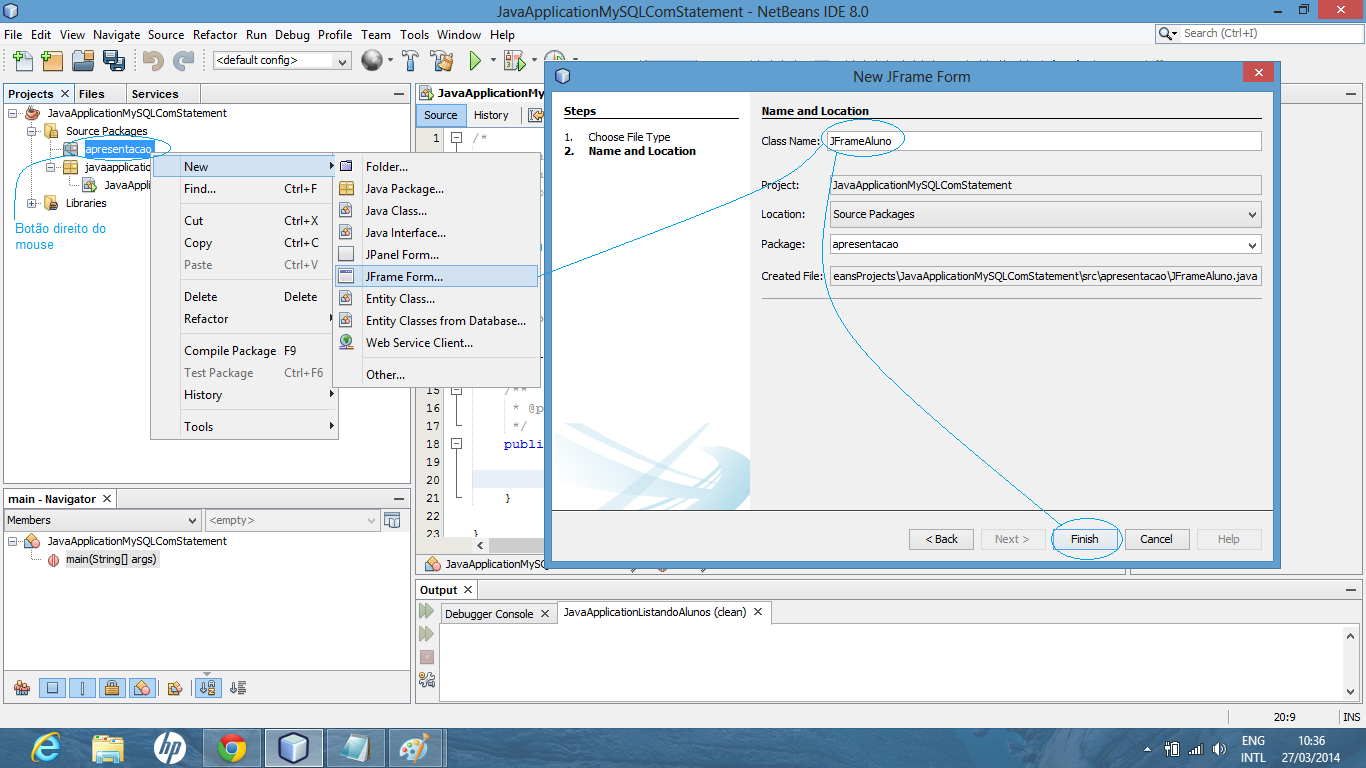 JavaApplicationMySQLComStatement - NetBeans IDE 8.0
File Edit View Navigate Source Refactor Run Debug Profile Team Tools Window Help
Search (Ctrl+I)
<default config>
Projects Files Services
JavaApplicationMySQLComStatement
Source Packages
apresentacao
javaapplicatio
JavaAppli
Libraries
Botão direito do
mouse
New
Find... Ctrl+F
Cut Ctrl+X
Copy Ctrl+C
Paste Ctrl+V
Delete Delete
Refactor
Compile Package F9
Test Package Ctrl+F6
History
Tools
Folder...
Java Package...
Java Class...
Java Interface...
JPanel Form...
JFrame Form...
Entity Class...
Entity Classes from Database...
Web Service Client...
Other...
JavaApplicationMy
Source History
1 /*
15 /**
16 * @p
17 */
18 publi
19
20
21 }
22
23 }
JavaApplicationMySQ
New JFrame Form
Steps
1. Choose File Type
2. Name and Location
Name and Location
Class Name: JFrameAluno
Project: JavaApplicationMySQLComStatement
Location: Source Packages
Package: apresentacao
Created File: eansProjects\JavaApplicationMySQLComStatement\src\apresentacao\JFrameAluno.java
< Back Next > Finish Cancel Help
main - Navigator
Members <empty>
JavaApplicationMySQLComStatement
main(String[] args)
Output
Debugger Console JavaApplicationListandoAlunos (clean)
20:9 INS
hp
ENG 10:36
INTL 27/03/2014